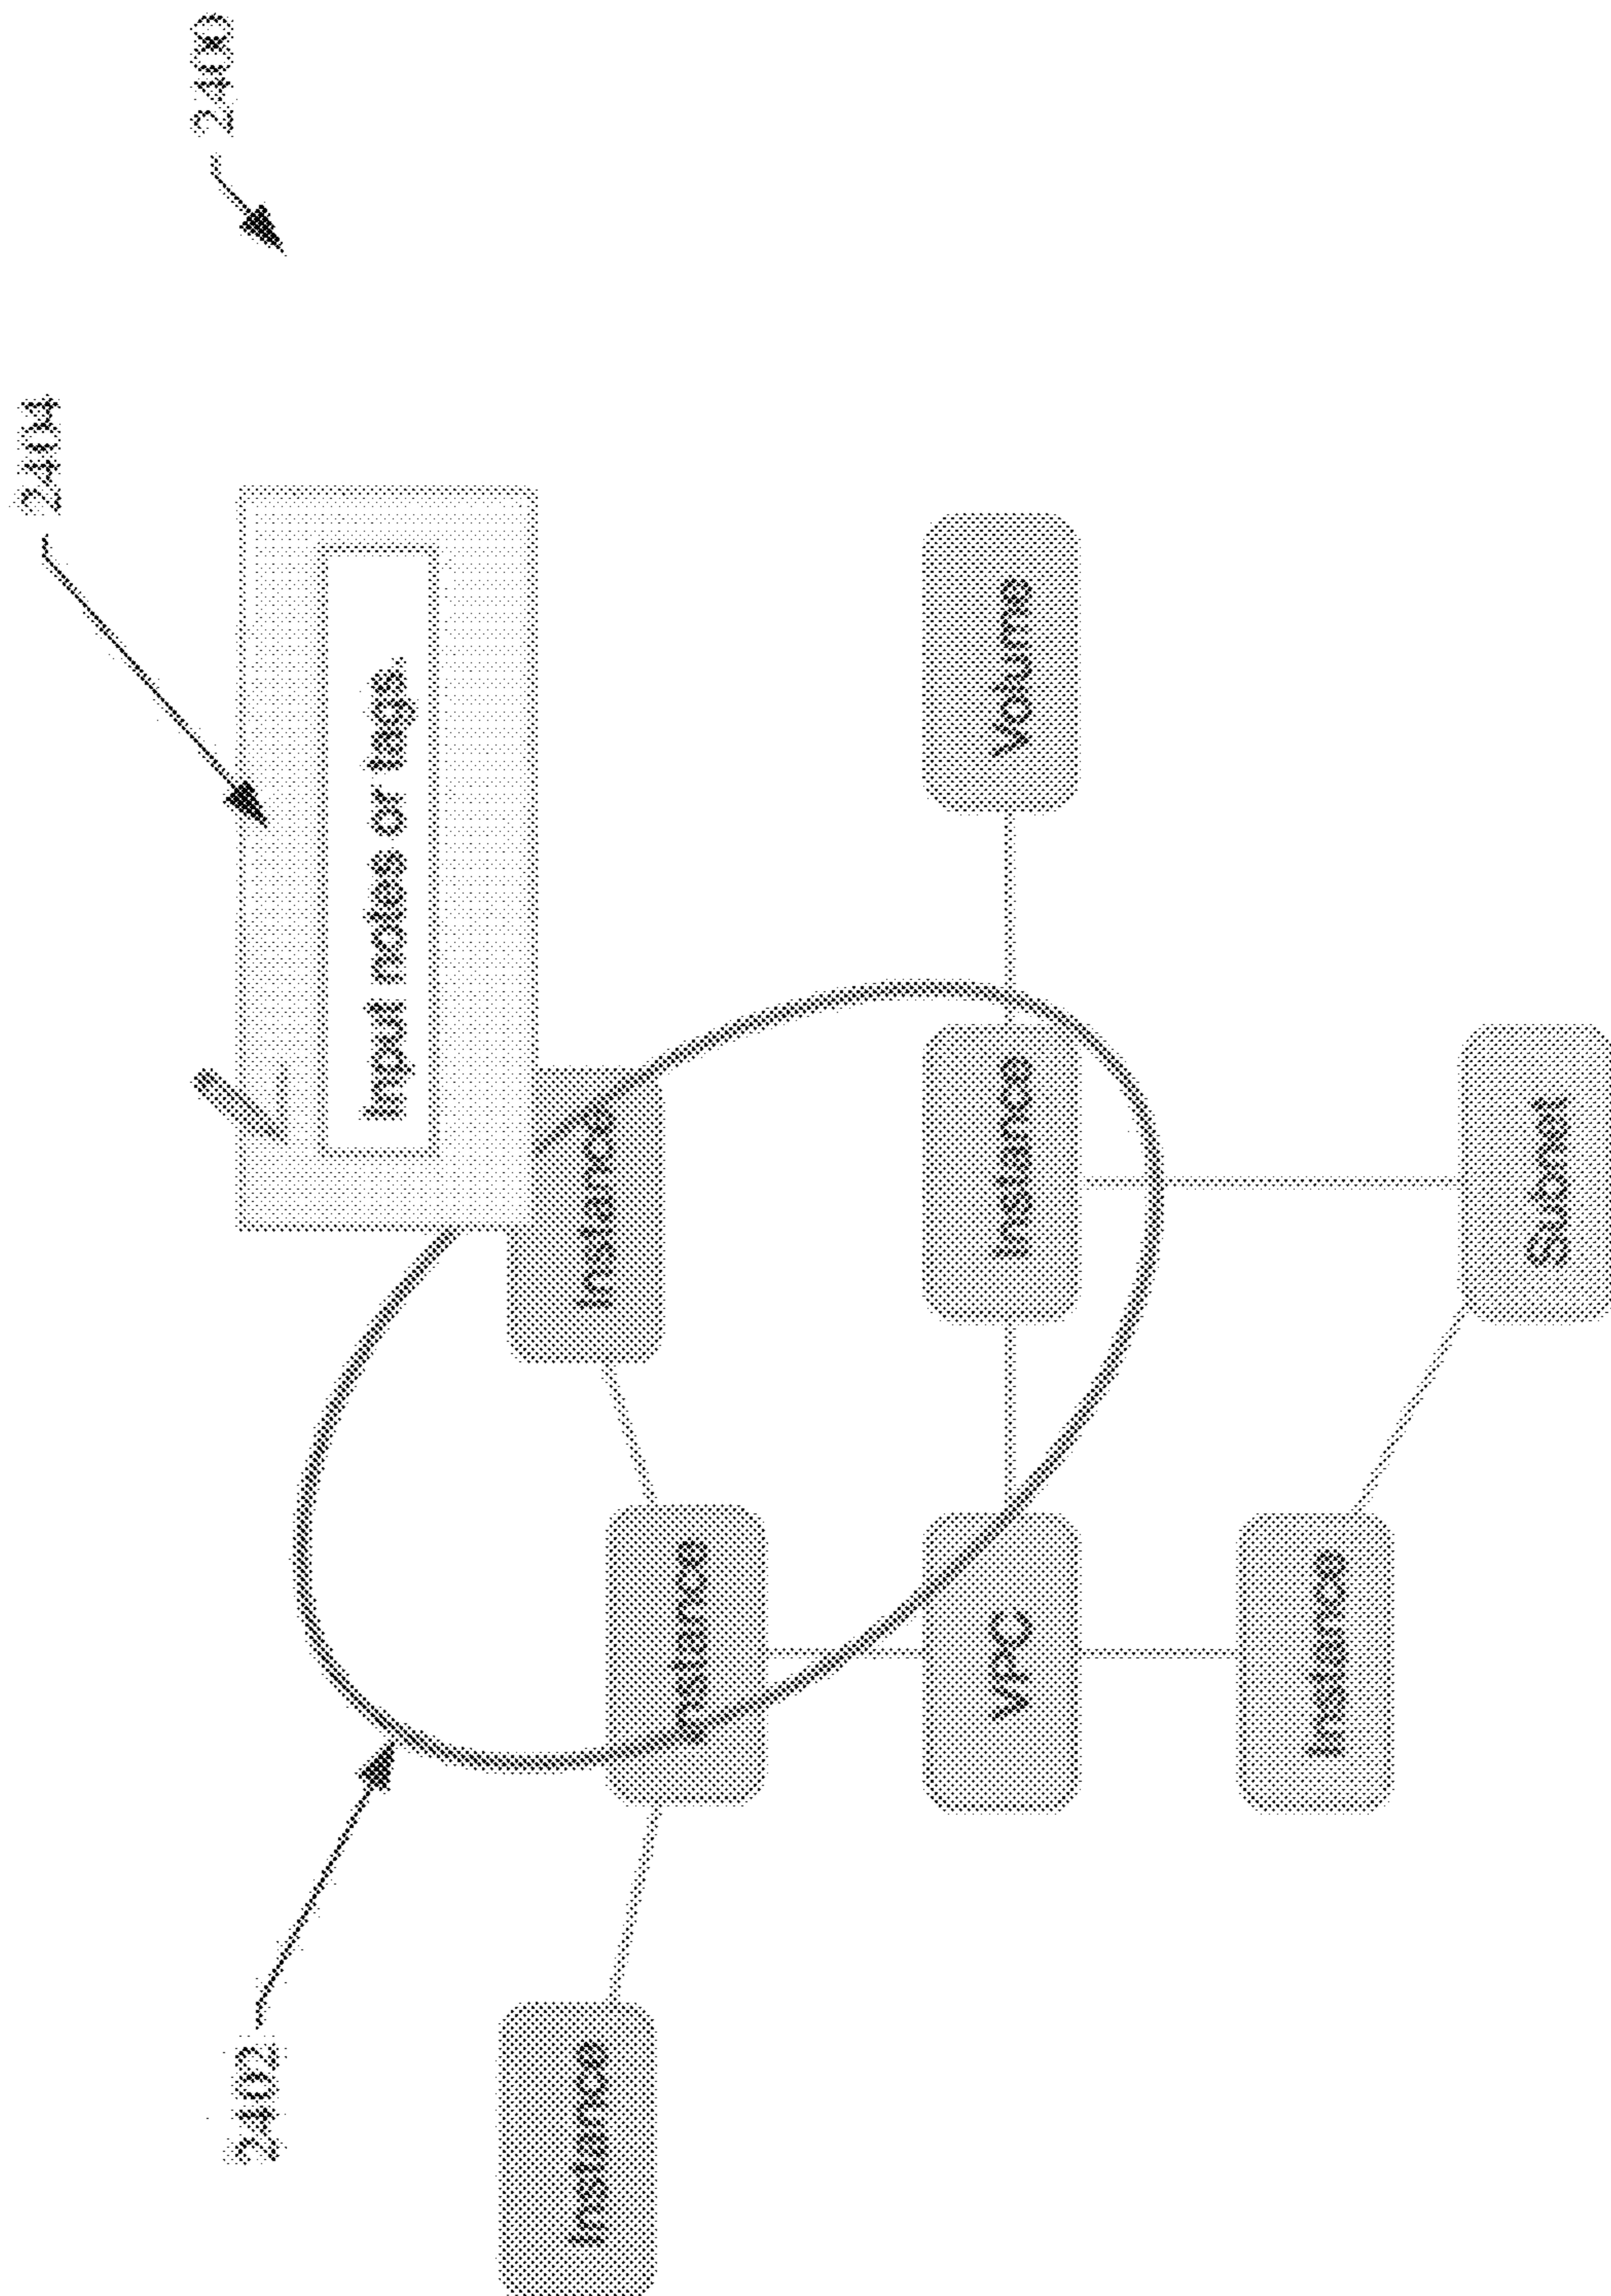 2400
2404
2402
Input notes or tags.
Instance
Instance
Instance
Volume
VPC
Instance
Instance
Subnet